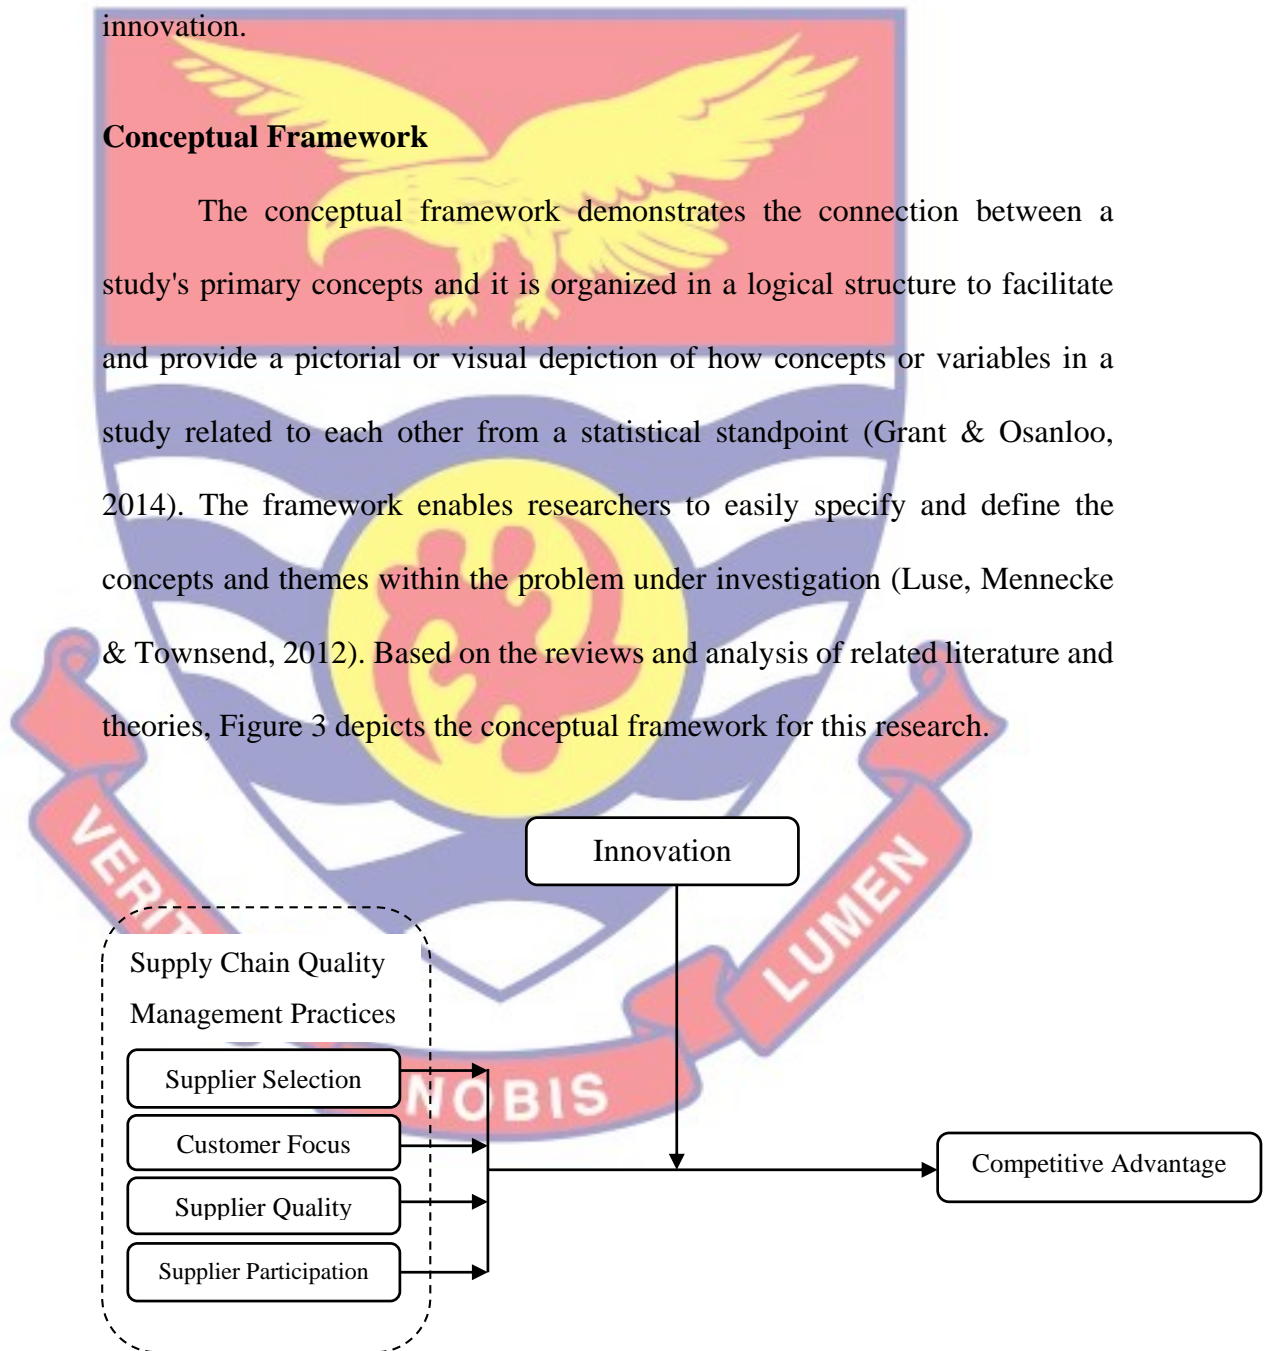 innovation.
Conceptual Framework
The conceptual framework demonstrates the connection between a
study's primary concepts and it is organized in a logical structure to facilitate
and provide a pictorial or visual depiction of how concepts or variables in a
study related to each other from a statistical standpoint (Grant & Osanloo,
2014). The framework enables researchers to easily specify and define the
concepts and themes within the problem under investigation (Luse, Mennecke
& Townsend, 2012). Based on the reviews and analysis of related literature and
theories, Figure 3 depicts the conceptual framework for this research.
Innovation
Supply Chain Quality
Management Practices
Supplier Selection
Customer Focus
Supplier Quality
Supplier Participation
Competitive Advantage
NOBIS
LUMEN